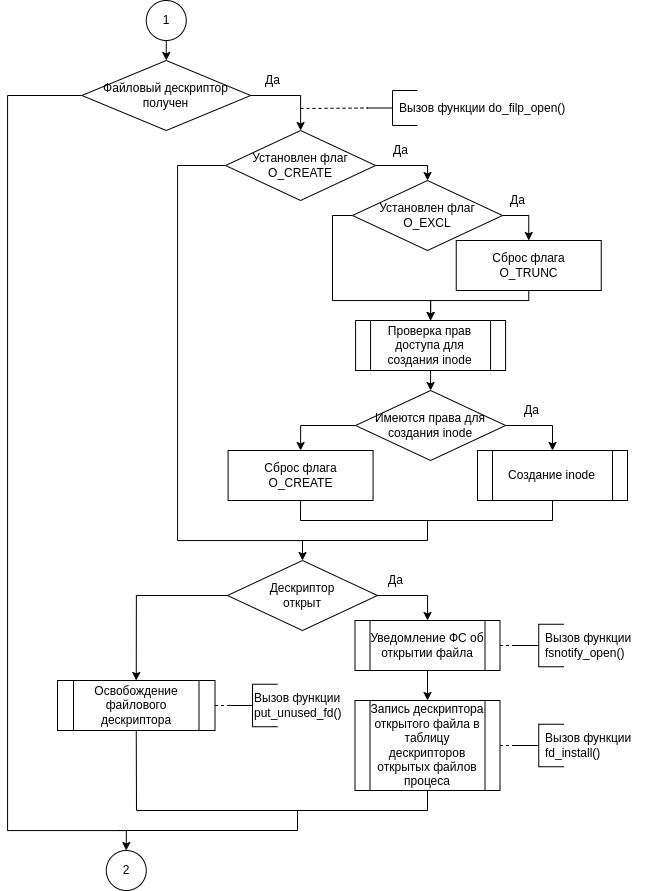 1
Файловый дескриптор
получен
Да
Вызов функции do_filp_open()
Установлен флаг
O_CREATE
Да
Установлен флаг
O_EXCL
Да
Сброс флага
O_TRUNC
Проверка прав
доступа для
создания inode
Имеются права для
создания inode
Да
Сброс флага
O_CREATE
Создание inode
Дескриптор
открыт
Да
Уведомление ФС об
открытии файла
Вызов функции
fsnotify_open()
Освобождение
файлового
дескриптора
Вызов функции
put_unused_fd()
Запись дескриптора
открытого файла в
таблицу
дескрипторов
открытых файлов
процеса
Вызов функции
fd_install()
2